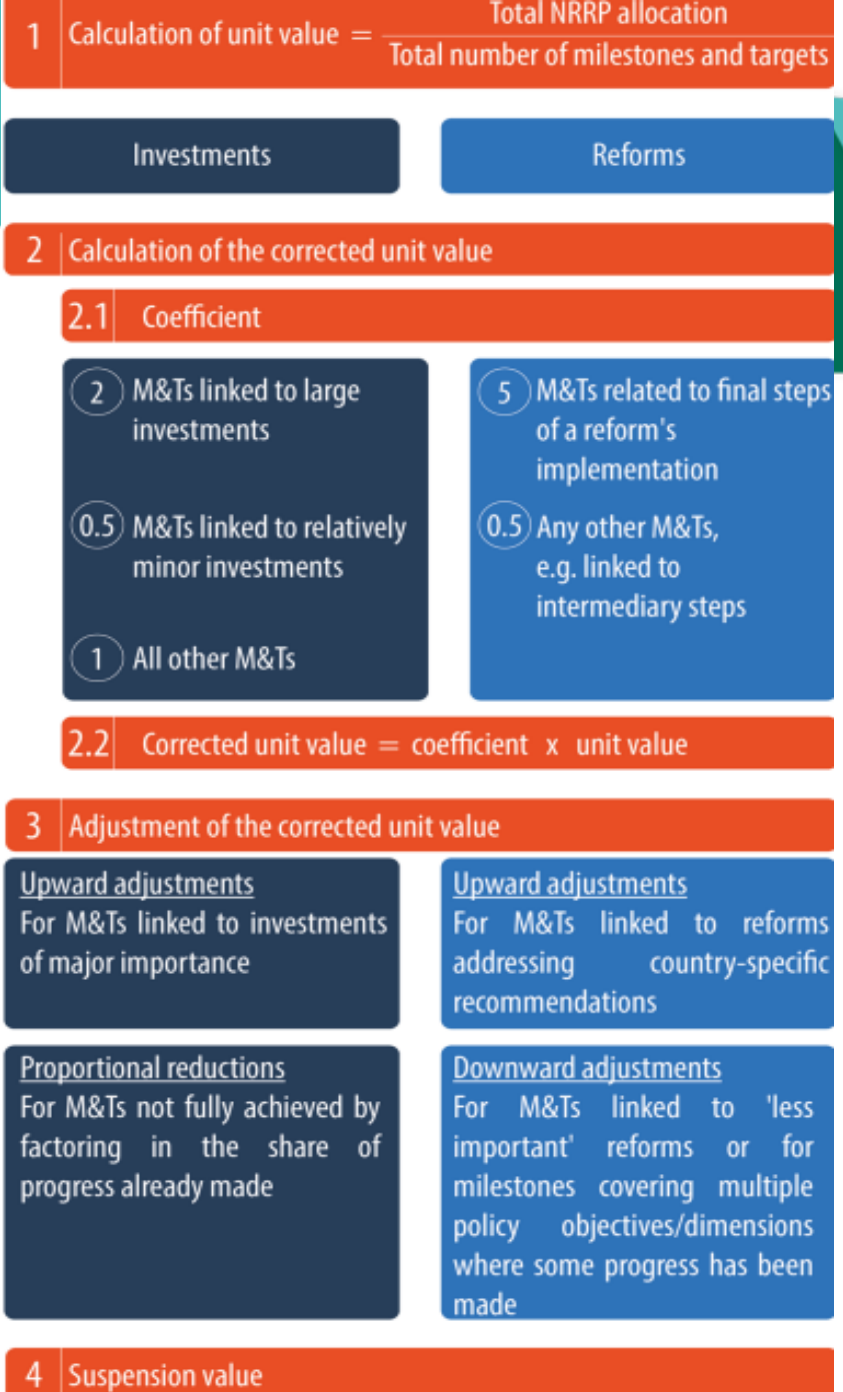 1 Calculation of unit value = Total NRRP allocation
Total number of milestones and targets
Investments
Reforms
2 Calculation of the corrected unit value
2.1 Coefficient
2 M&Ts linked to large
investments
0.5 M&Ts linked to relatively
minor investments
1 All other M&Ts
5 M&Ts related to final steps
of a reform's
implementation
0.5 Any other M&Ts,
e.g. linked to
intermediary steps
2.2 Corrected unit value = coefficient x unit value
3 Adjustment of the corrected unit value
Upward adjustments
For M&Ts linked to investments
of major importance
Upward adjustments
For M&Ts linked to reforms
addressing country-specific
recommendations
Proportional reductions
For M&Ts not fully achieved by
factoring in the share of
progress already made
Downward adjustments
For M&Ts linked to 'less
important' reforms or for
milestones covering multiple
policy objectives/dimensions
where some progress has been
made
4 Suspension value